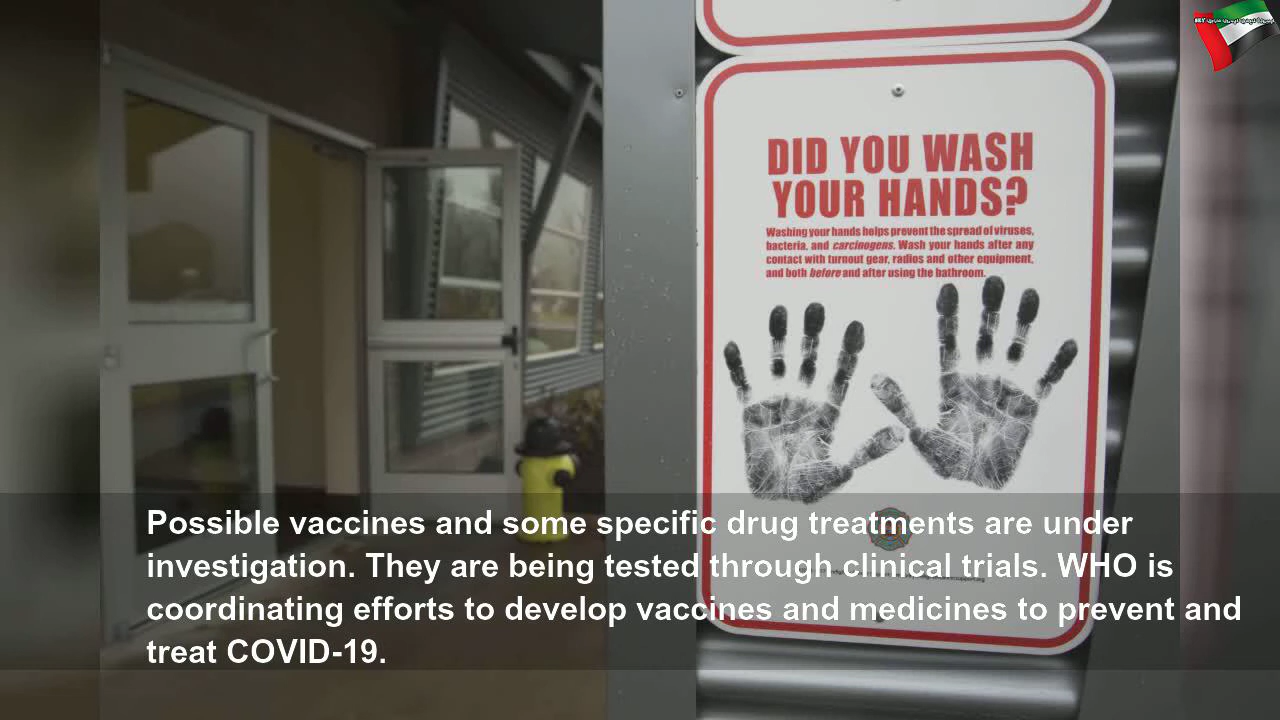 DID YOU WASH
YOUR HANDS?
Washing your hands helps prevent the spread of viruses,
bacteria, and carcinogens. Wash your hands after any
contact with turnout gear, radios and other equipment,
and both before and after using the bathroom.
Possible vaccines and some specific drug treatments are under
investigation. They are being tested through clinical trials. WHO is
coordinating efforts to develop vaccines and medicines to prevent and
treat COVID-19.